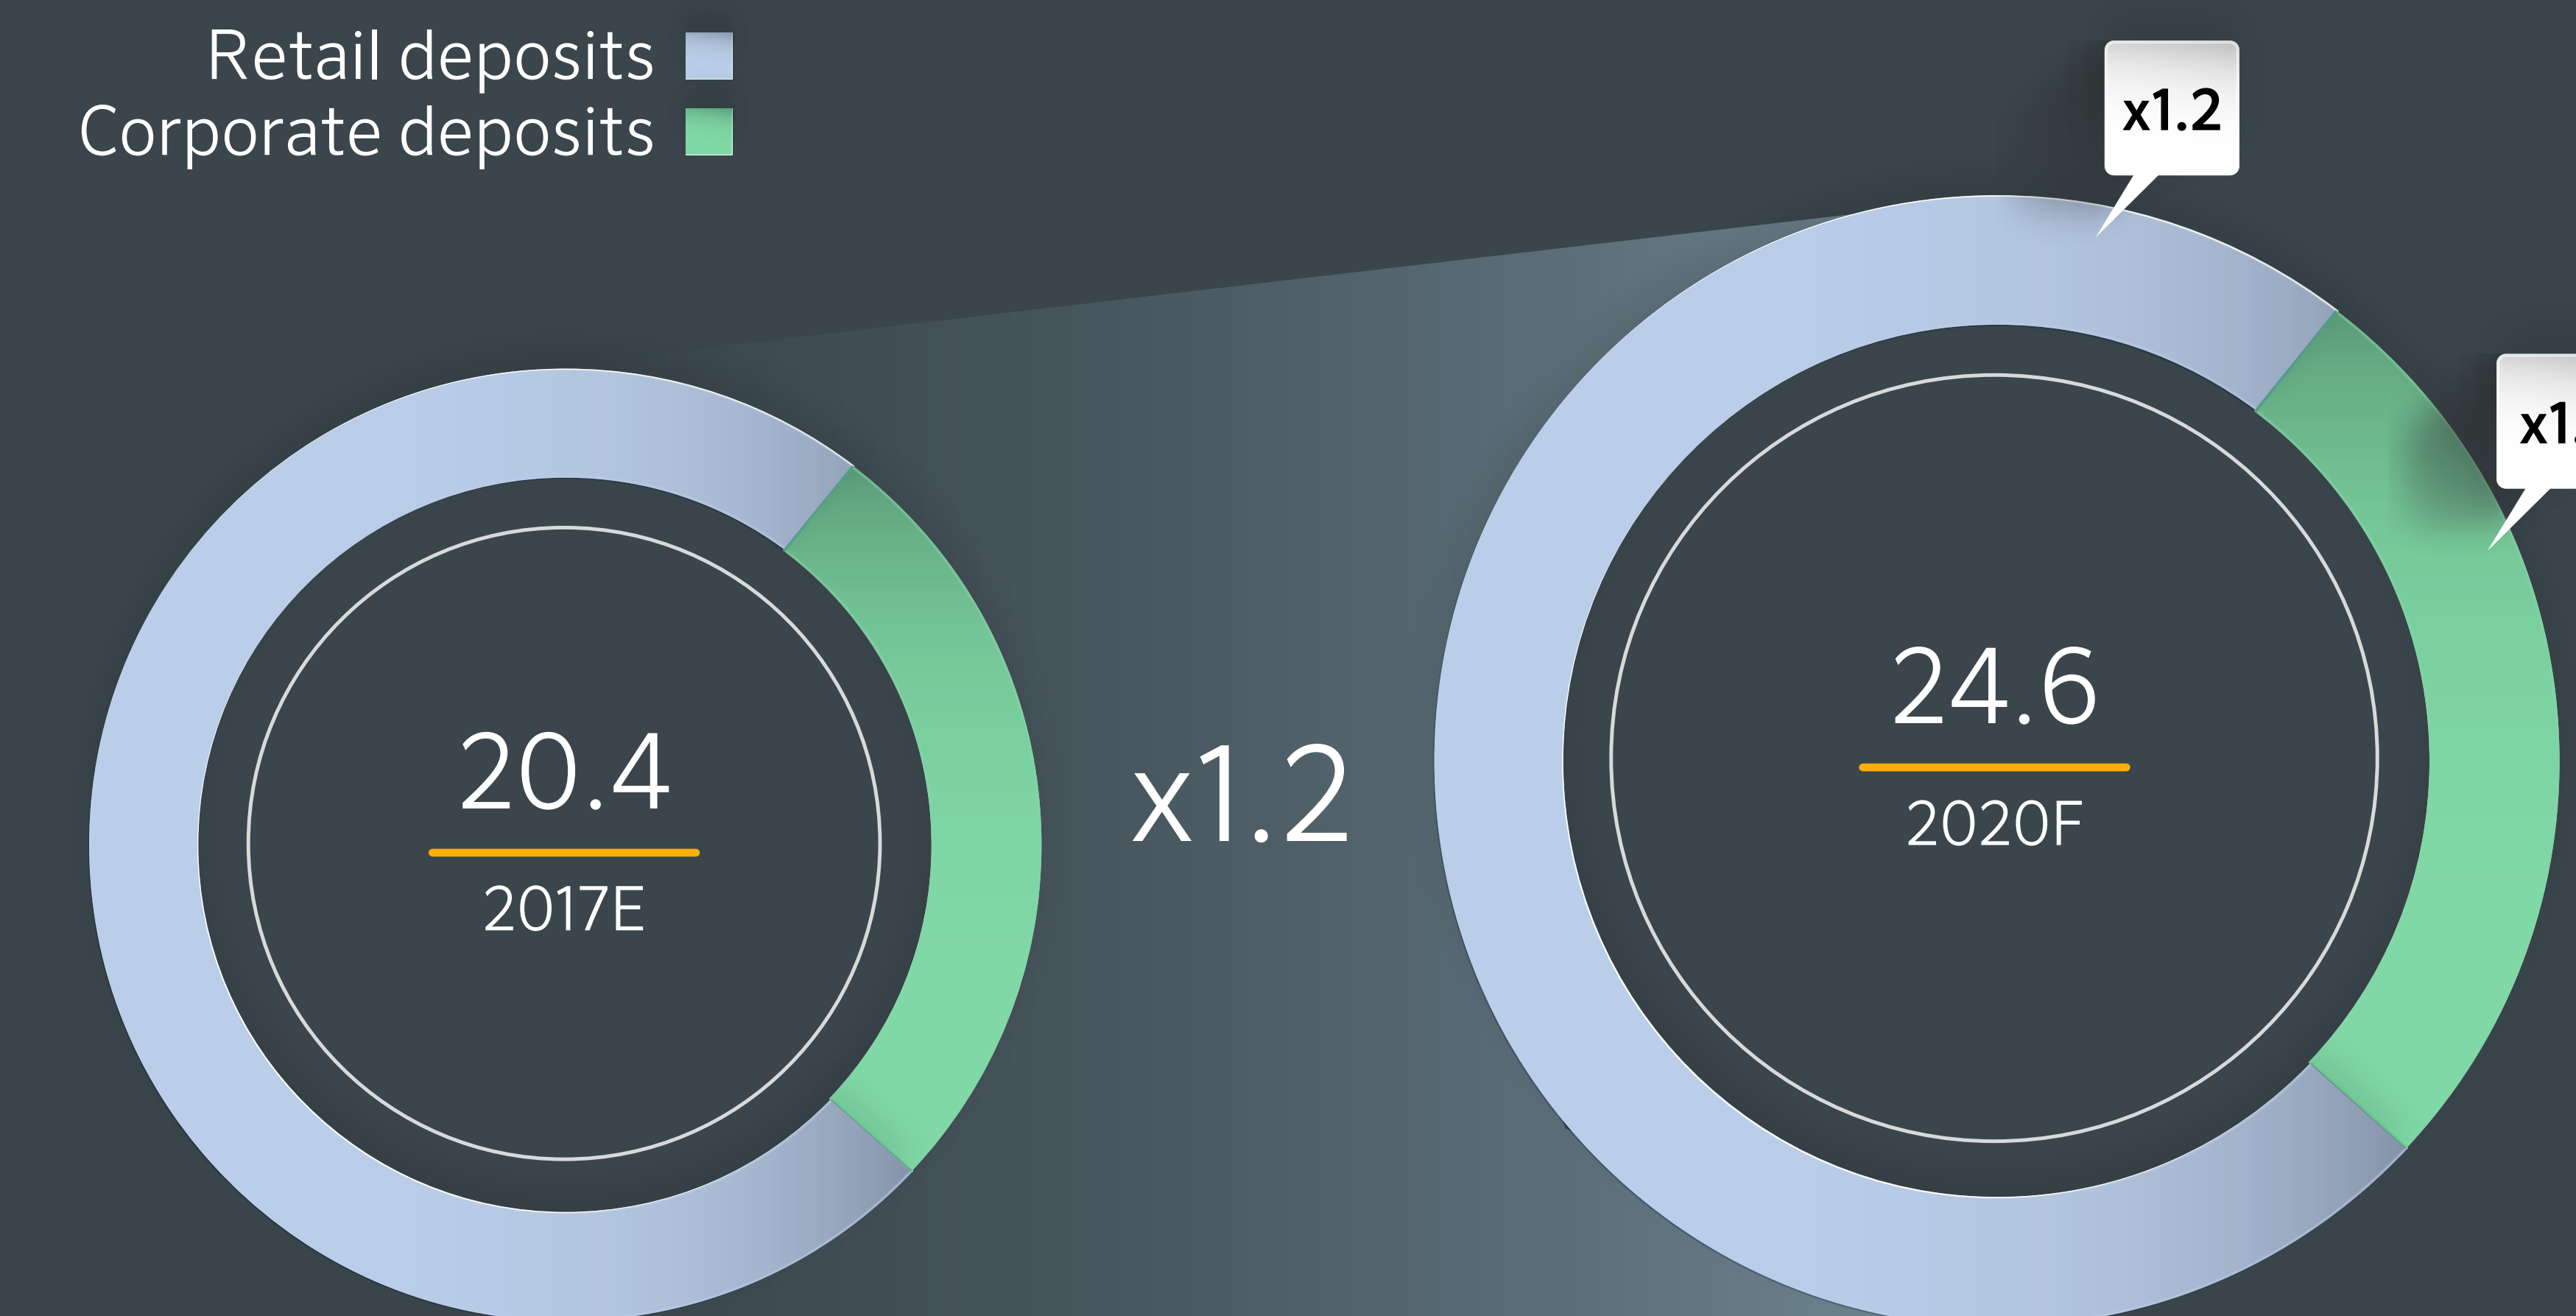 Retail deposits
Corporate deposits
x1.2
20.4
2017E
x1.2
24.6
2020F